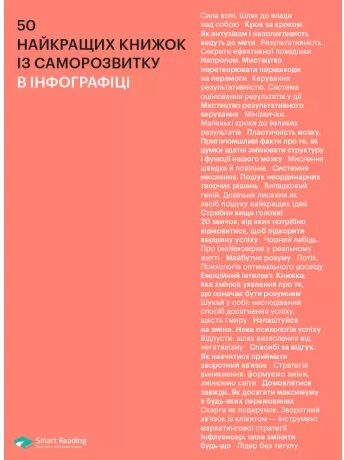 50
НАЙКРАЩИХ КНИЖОК
ІЗ САМОРОЗВИТКУ
В ІНФОГРАФІЦІ
Сила волі. Шлях до влади
над собою Крок за кроком.
Як ентузіазм і наполегливість
ведуть до мети Результативність.
Секрети ефективної поведінки
Напролом. Мистецтво
перетворювати перешкоди
на перемоги Керування
результативністю. Система
оцінювання результатів у дії
Мистецтво результативного
керування Мінізвички.
Маленькі кроки до великих
результатів Пластичність мозку.
Приголомшливі факти про те, як
думки здатні змінювати структуру
і функції нашого мозку Мислення
швидке й повільне Системне
мислення. Пошук неординарних
творчих рішень Випадковий
геній. Довільне писання як
засіб пошуку найкращих ідей
Стрибни вище голови!
20 звичок, від яких потрібно
відмовитися, щоб підкорити
вершину успіху Чорний лебідь.
Про (не)ймовірне у реальному
житті Майбутнє розуму Потік.
Психологія оптимального досвіду
Емоційний інтелект. Книжка,
яка змінює уявлення про те,
що означає бути розумним
Шукай у собі: несподіваний
спосіб досягнення успіху,
щастя і миру Налаштуйся
на зміни. Нова психологія успіху
Відпусти: шлях визволення від
негативізму Спасибі за відгук.
Як навчитися приймати
зворотний зв'язок Стратегія
виникнення: формуємо зміни,
змінюємо світи Домовлятися
завжди. Як досягати максимуму
в будь-яких перемовинах
Скарга як подарунок. Зворотний
зв'язок із клієнтом — інструмент
маркетингової стратегії
Інфлуенсер: сила змінити
будь-що Лідер без титулу
Smart Reading